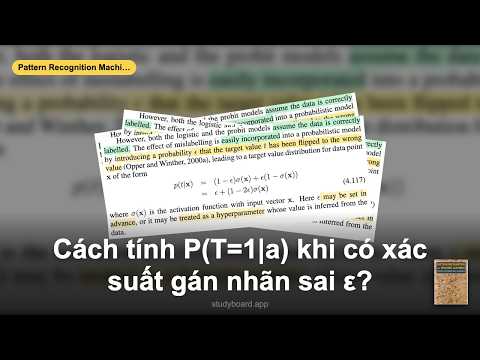 Pattern Recognition Machi...
However, both the logistic and the probit models assume the data is correctly
labelled. The effect of mislabelling is easily incorporated into a probabilistic model
by introducing a probability ε that the target value t has been flipped to the wrong
value (Opper and Winther, 2000a), leading to a target value distribution for data point
x of the form
p(t|x) = (1 − ε)σ(x) + ε(1 − σ(x))
= ε + (1 − 2ε)σ(x) (4.117)
where σ(x) is the activation function with input vector x. Here ε may be set in
advance, or it may be treated as a hyperparameter whose value is inferred from the
data.
Cách tính P(T=1|a) khi có xác
suất gán nhãn sai ε?
studyboard.app